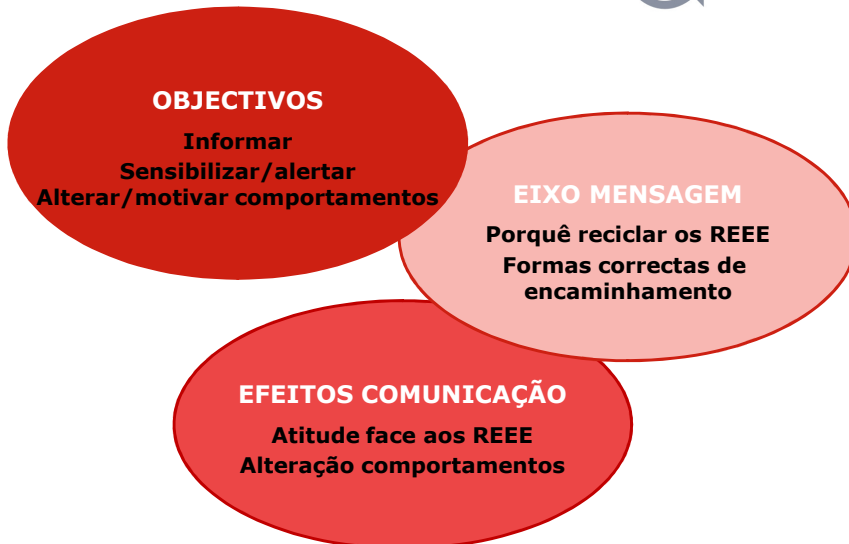 OBJECTIVOS
Informar
Sensibilizar/alertar
Alterar/motivar comportamentos
EIXO MENSAGEM
Porquê reciclar os REEE
Formas correctas de
encaminhamento
EFEITOS COMUNICAÇÃO
Atitude face aos REEE
Alteração comportamentos